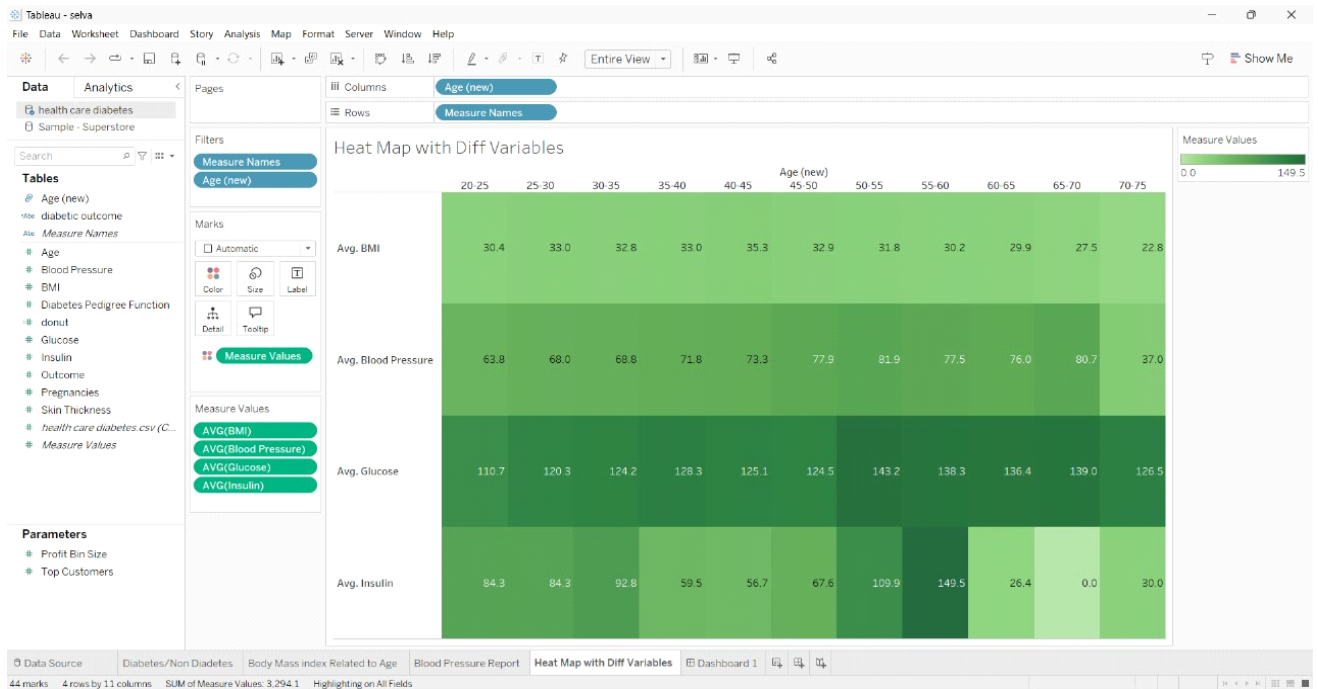 Tableau - selva
File Data Worksheet Dashboard Story Analysis Map Format Server Window Help
Entire View
Show Me
Data Analytics
health care diabetes
Sample - Superstore
Search
Tables
Age (new)
Abc diabetic outcome
Abc Measure Names
Age
Blood Pressure
BMI
Diabetes Pedigree Function
donut
Glucose
Insulin
Outcome
Pregnancies
Skin Thickness
health care diabetes.csv (C...
Measure Values
Parameters
Profit Bin Size
Top Customers
Pages
Filters
Measure Names
Age (new)
Marks
Automatic
Color Size Label
Detail Tooltip
Measure Values
Measure Values
AVG(BMI)
AVG(Blood Pressure)
AVG(Glucose)
AVG(Insulin)
Columns Age (new)
Rows Measure Names
Heat Map with Diff Variables
Age (new)
20-25 25-30 30-35 35-40 40-45 45-50 50-55 55-60 60-65 65-70 70-75
Avg. BMI 30.4 33.0 32.8 33.0 35.3 32.9 31.8 30.2 29.9 27.5 22.8
Avg. Blood Pressure 63.8 68.0 68.8 71.8 73.3 77.9 81.9 77.5 76.0 80.7 37.0
Avg. Glucose 110.7 120.3 124.2 128.3 125.1 124.5 143.2 138.3 136.4 139.0 126.5
Avg. Insulin 84.3 84.3 92.8 59.5 56.7 67.6 109.9 149.5 26.4 0.0 30.0
Measure Values
0.0 149.5
Data Source Diabetes/Non Diadetes Body Mass index Related to Age Blood Pressure Report Heat Map with Diff Variables Dashboard 1
44 marks 4 rows by 11 columns SUM of Measure Values: 3,294.1 Highlighting on All Fields